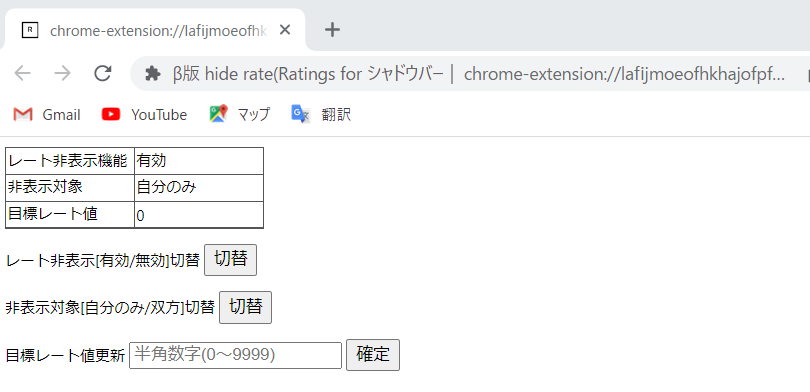 R chrome-extension://lafijmoeofhk
β版 hide rate(Ratings for シャドウバー | chrome-extension://lafijmoeofhkhajofpf...
Gmail YouTube マップ 翻訳
レート非表示機能 有効
非表示対象 自分のみ
目標レート値 0
レート非表示[有効/無効]切替 切替
非表示対象[自分のみ/双方]切替 切替
目標レート値更新 半角数字(0～9999) 確定